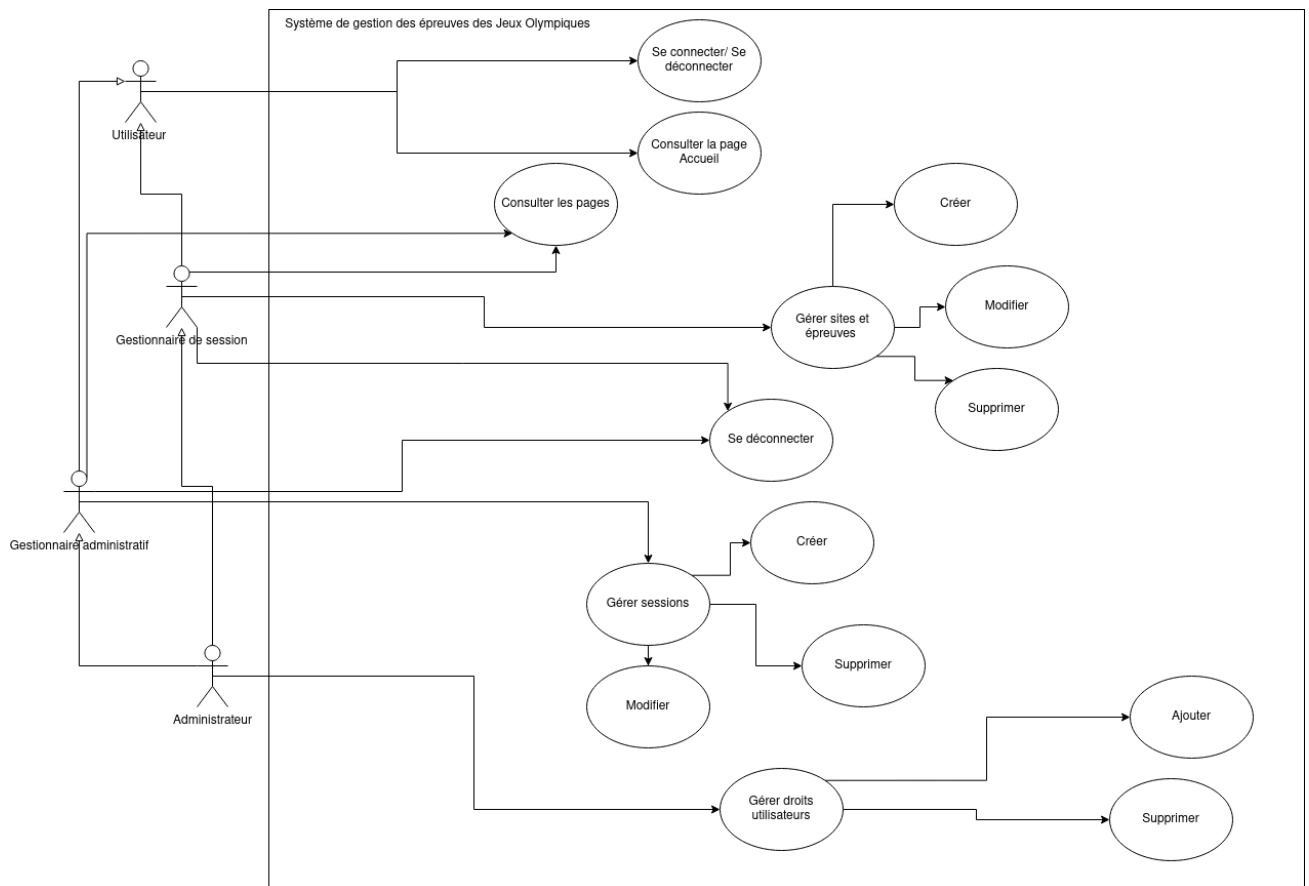 Système de gestion des épreuves des Jeux Olympiques
Se connecter/ Se
déconnecter
Utilisateur
Consulter la page
Accueil
Consulter les pages
Créer
Modifier
Gérer sites et
épreuves
Gestionnaire de session
Supprimer
Se déconnecter
Gestionnaire administratif
Créer
Gérer sessions
Supprimer
Modifier
Administrateur
Ajouter
Gérer droits
utilisateurs
Supprimer